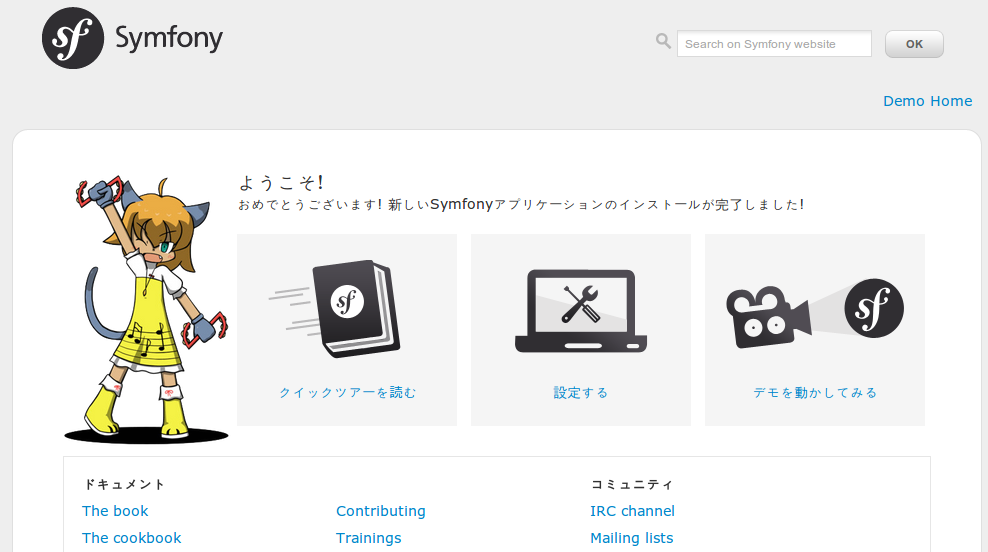 sf Symfony
Search on Symfony website
OK
Demo Home
ようこそ!
おめでとうございます! 新しいSymfonyアプリケーションのインストールが完了しました!
sf
sf
クイックツアーを読む
設定する
デモを動かしてみる
ドキュメント
コミュニティ
The book
Contributing
IRC channel
The cookbook
Trainings
Mailing lists